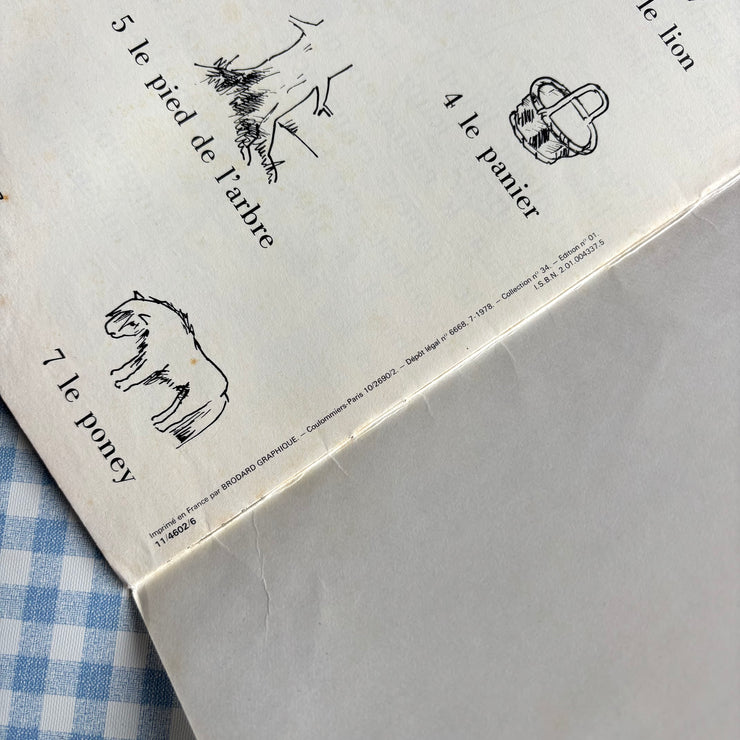 le lion
5 le pied de l'arbre
4 le panier
7 le poney
Imprimé en France par BRODARD GRAPHIQUE. – Coulommiers-Paris 10/2690/2. – Dépôt légal n° 6668. 7-1978. – Collection n° 34. – Edition n° 01.
11/4602/6
I.S.B.N. 2.01.004337.5